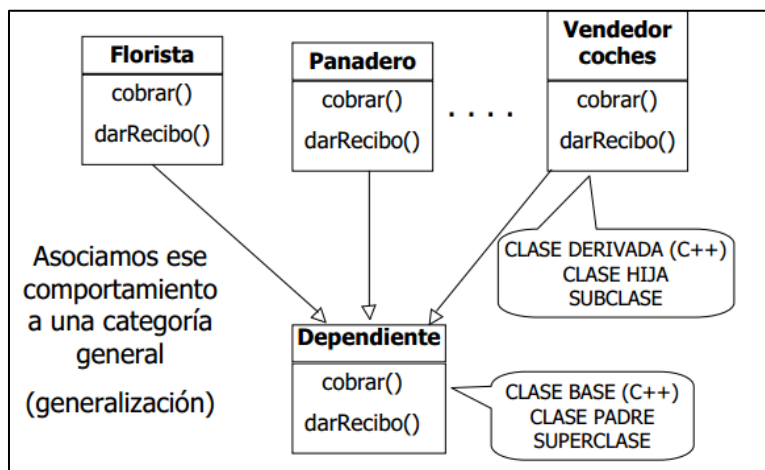 Florista
cobrar()
darRecibo()
Panadero
cobrar()
darRecibo()
. . . .
Vendedor
coches
cobrar()
darRecibo()
CLASE DERIVADA (C++)
CLASE HIJA
SUBCLASE
Asociamos ese
comportamiento
a una categoría
general
(generalización)
Dependiente
cobrar()
darRecibo()
CLASE BASE (C++)
CLASE PADRE
SUPERCLASE